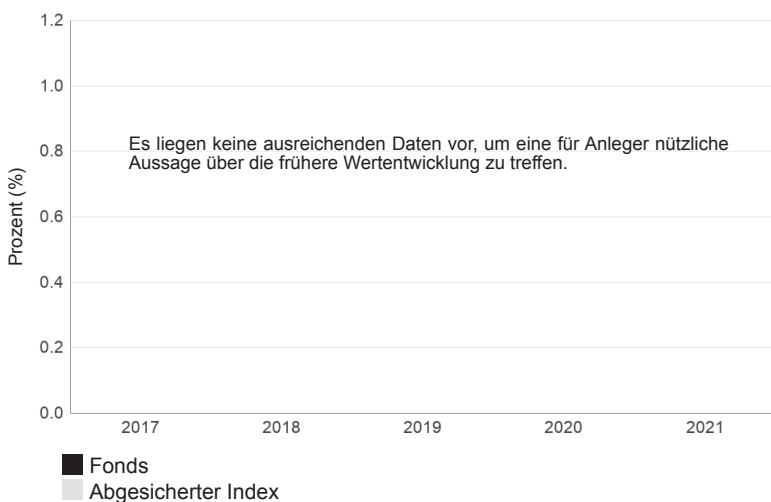 1.2
1.0
0.8
0.6
0.4
0.2
0.0
Prozent (%)
Es liegen keine ausreichenden Daten vor, um eine für Anleger nützliche
Aussage über die frühere Wertentwicklung zu treffen.
2017 2018 2019 2020 2021
Fonds
Abgesicherter Index